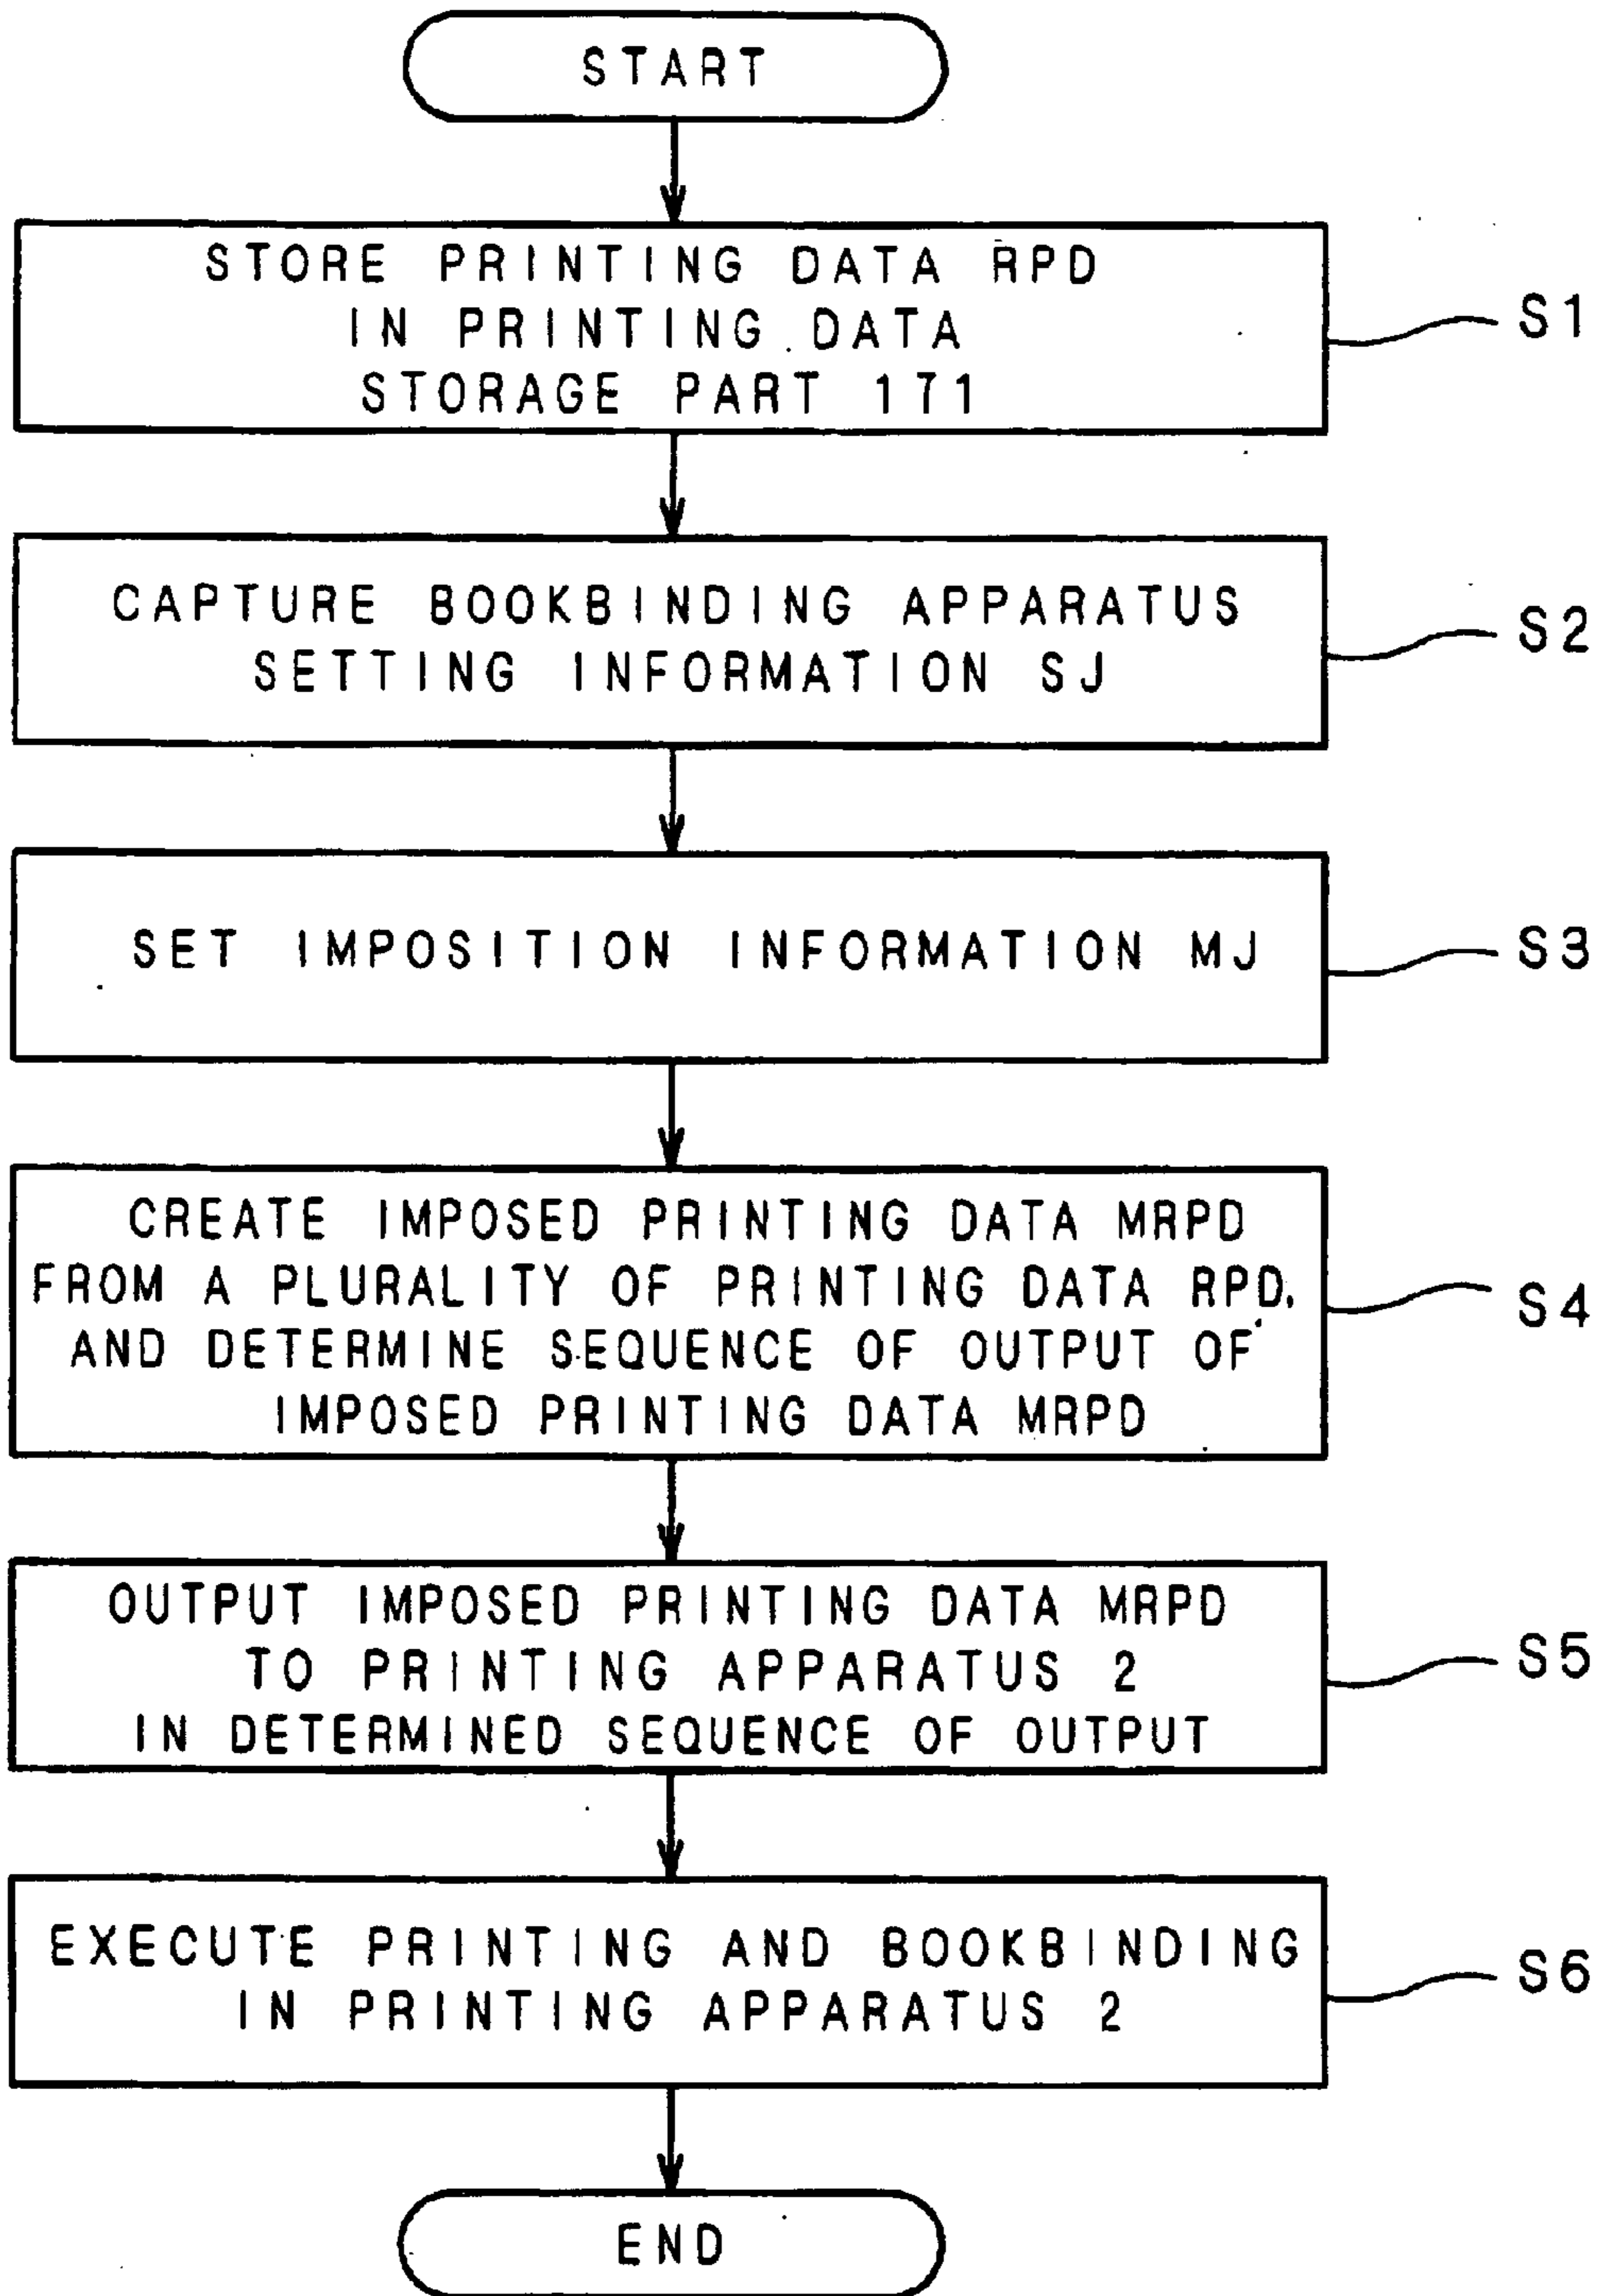 START
STORE PRINTING DATA RPD
IN PRINTING DATA
STORAGE PART 171
S1
CAPTURE BOOKBINDING APPARATUS
SETTING INFORMATION SJ
S2
SET IMPOSITION INFORMATION MJ
S3
CREATE IMPOSED PRINTING DATA MRPD
FROM A PLURALITY OF PRINTING DATA RPD,
AND DETERMINE SEQUENCE OF OUTPUT OF
IMPOSED PRINTING DATA MRPD
S4
OUTPUT IMPOSED PRINTING DATA MRPD
TO PRINTING APPARATUS 2
IN DETERMINED SEQUENCE OF OUTPUT
S5
EXECUTE PRINTING AND BOOKBINDING
IN PRINTING APPARATUS 2
S6
END